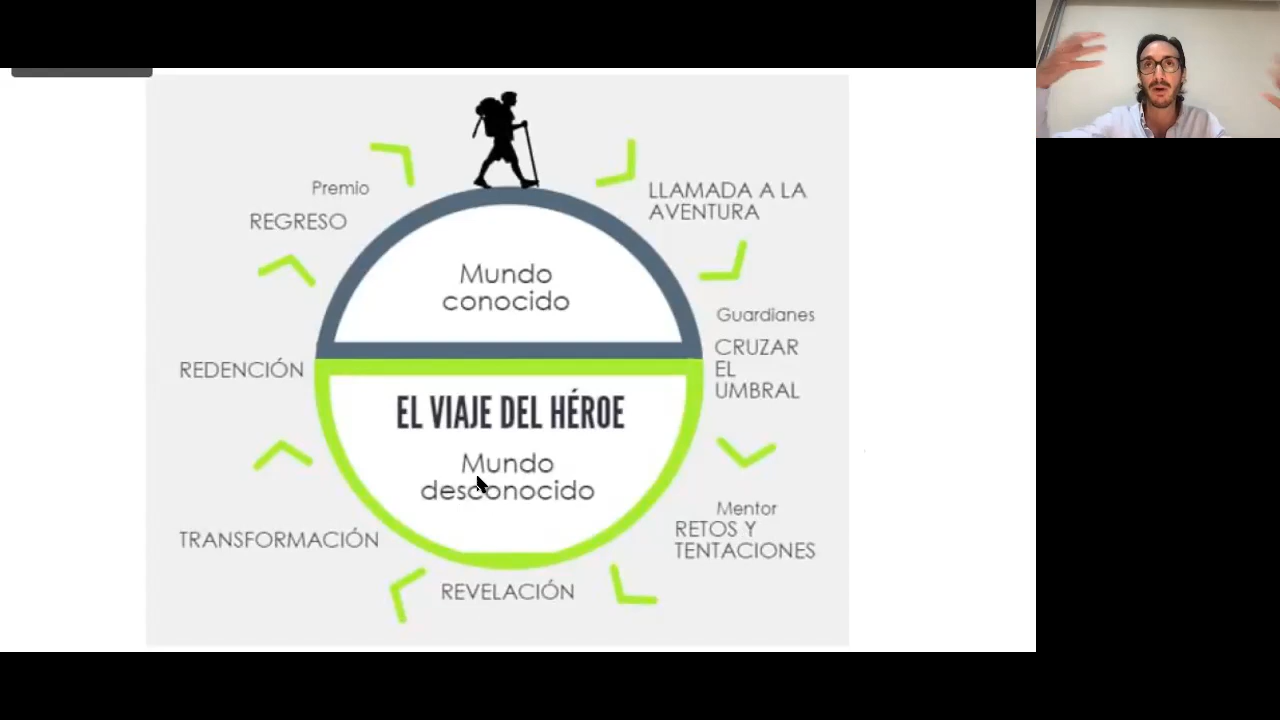 Premio
REGRESO
LLAMADA A LA
AVENTURA
Mundo
conocido
Guardianes
CRUZAR
EL
UMBRAL
REDENCIÓN
EL VIAJE DEL HÉROE
Mundo
desconocido
Mentor
RETOS Y
TENTACIONES
TRANSFORMACIÓN
REVELACIÓN